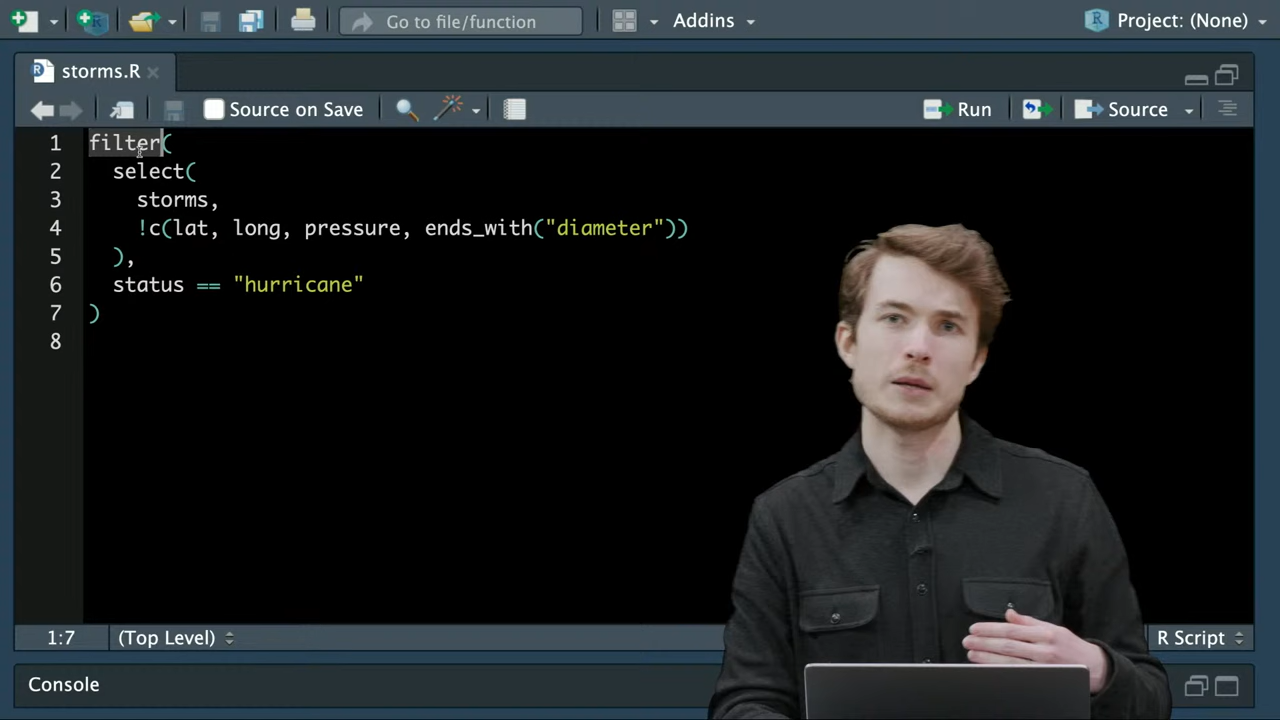 Go to file/function
Addins
Project: (None)
storms.R
Source on Save
Run
Source
1 filter(
2 select(
3 storms,
4 !c(lat, long, pressure, ends_with("diameter"))
5 ),
6 status == "hurricane"
7 )
8
1:7
(Top Level)
R Script
Console